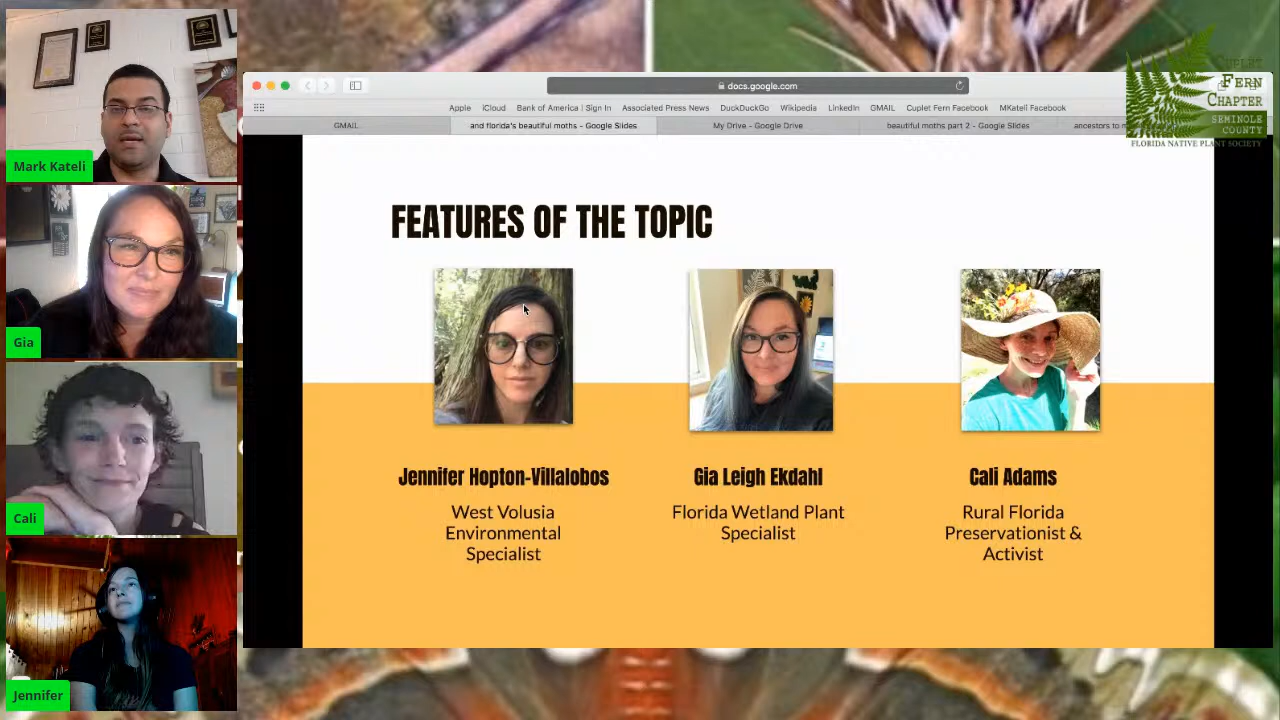 Mark Kateli
Gia
Cali
Jennifer
docs.google.com
Apple iCloud Bank of America | Sign In Associated Press News DuckDuckGo Wikipedia LinkedIn GMAIL Cuplet Fern Facebook MKatell Facebook
GMAIL and florida's beautiful moths - Google Slides My Drive - Google Drive beautiful moths part 2 - Google Slides ancestors to
CUPLET
FERN
CHAPTER
SEMINOLE
COUNTY
FLORIDA NATIVE PLANT SOCIETY
FEATURES OF THE TOPIC
Jennifer Hopton-Villalobos
West Volusia
Environmental
Specialist
Gia Leigh Ekdahl
Florida Wetland Plant
Specialist
Cali Adams
Rural Florida
Preservationist &
Activist